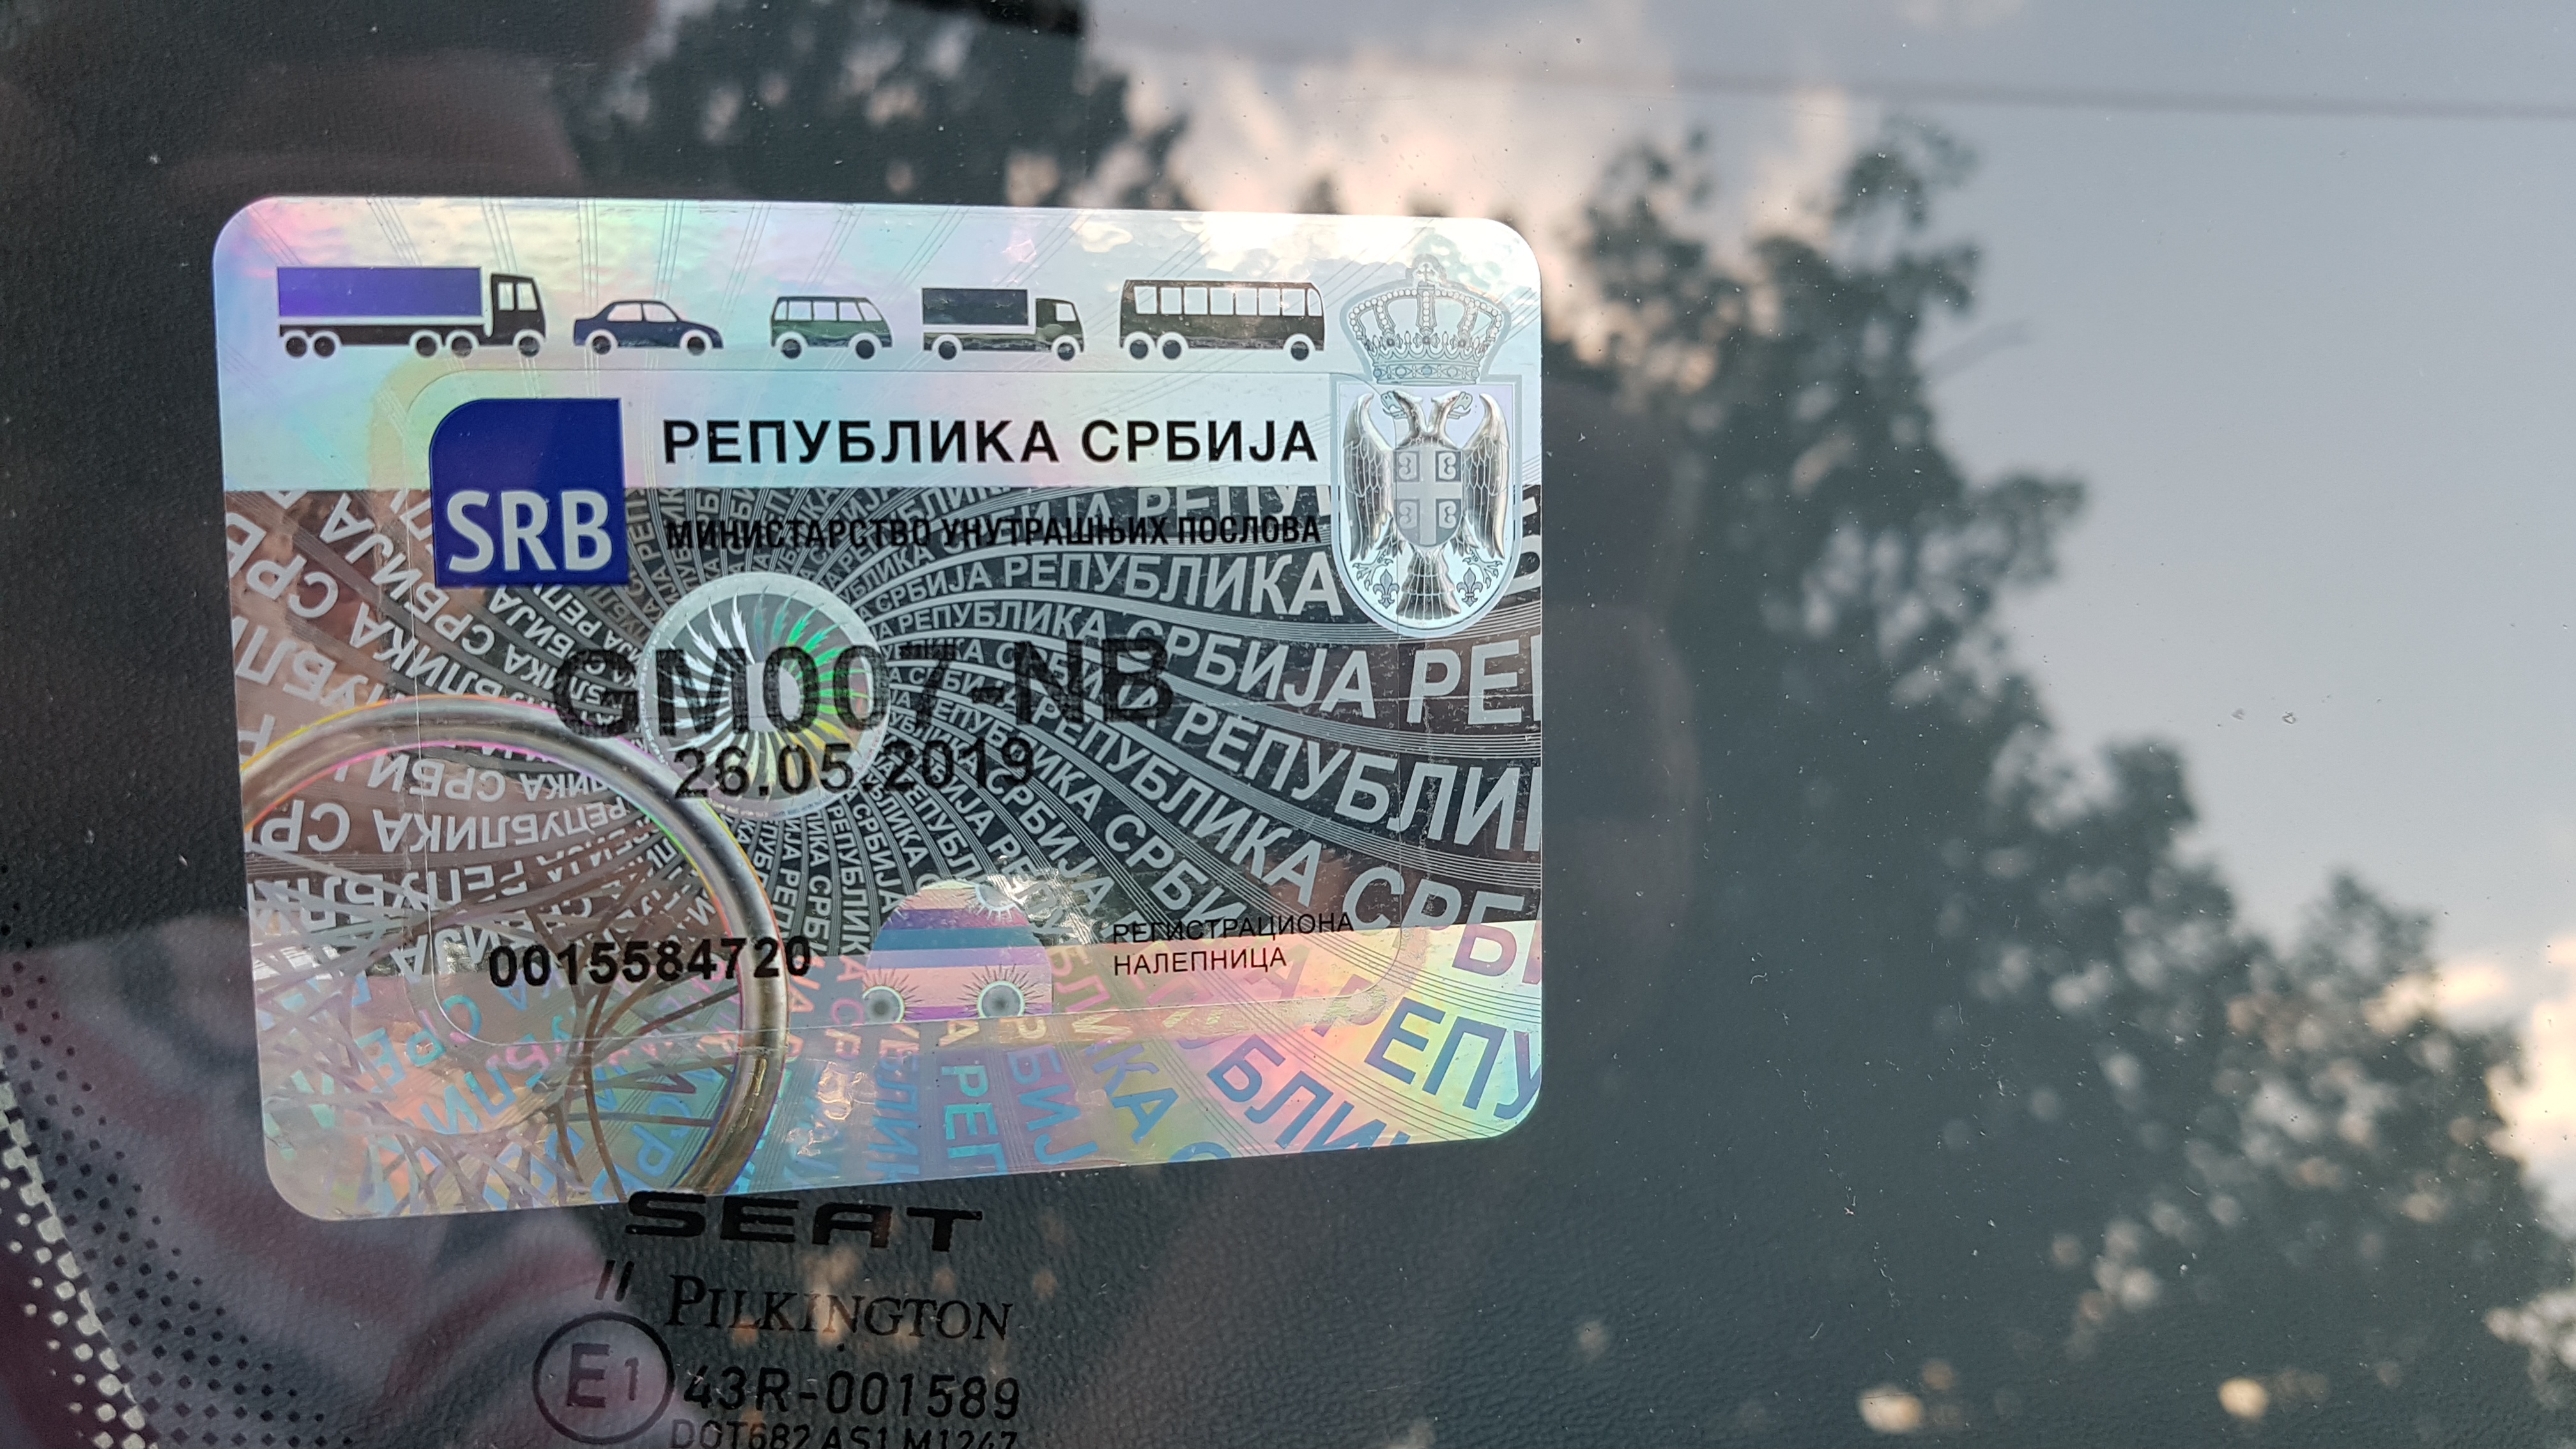 РЕПУБЛИКА СРБИЈА
SRB
МИНИСТАРСТВО УНУТРАШЊИХ ПОСЛОВА
GM007-NB
26.05.2019
0015584720
РЕГИСТРАЦИОНА
НАЛЕПНИЦА
SEAT
II PILKINGTON
E1 43R-001589
DOT682 AS1 M1247